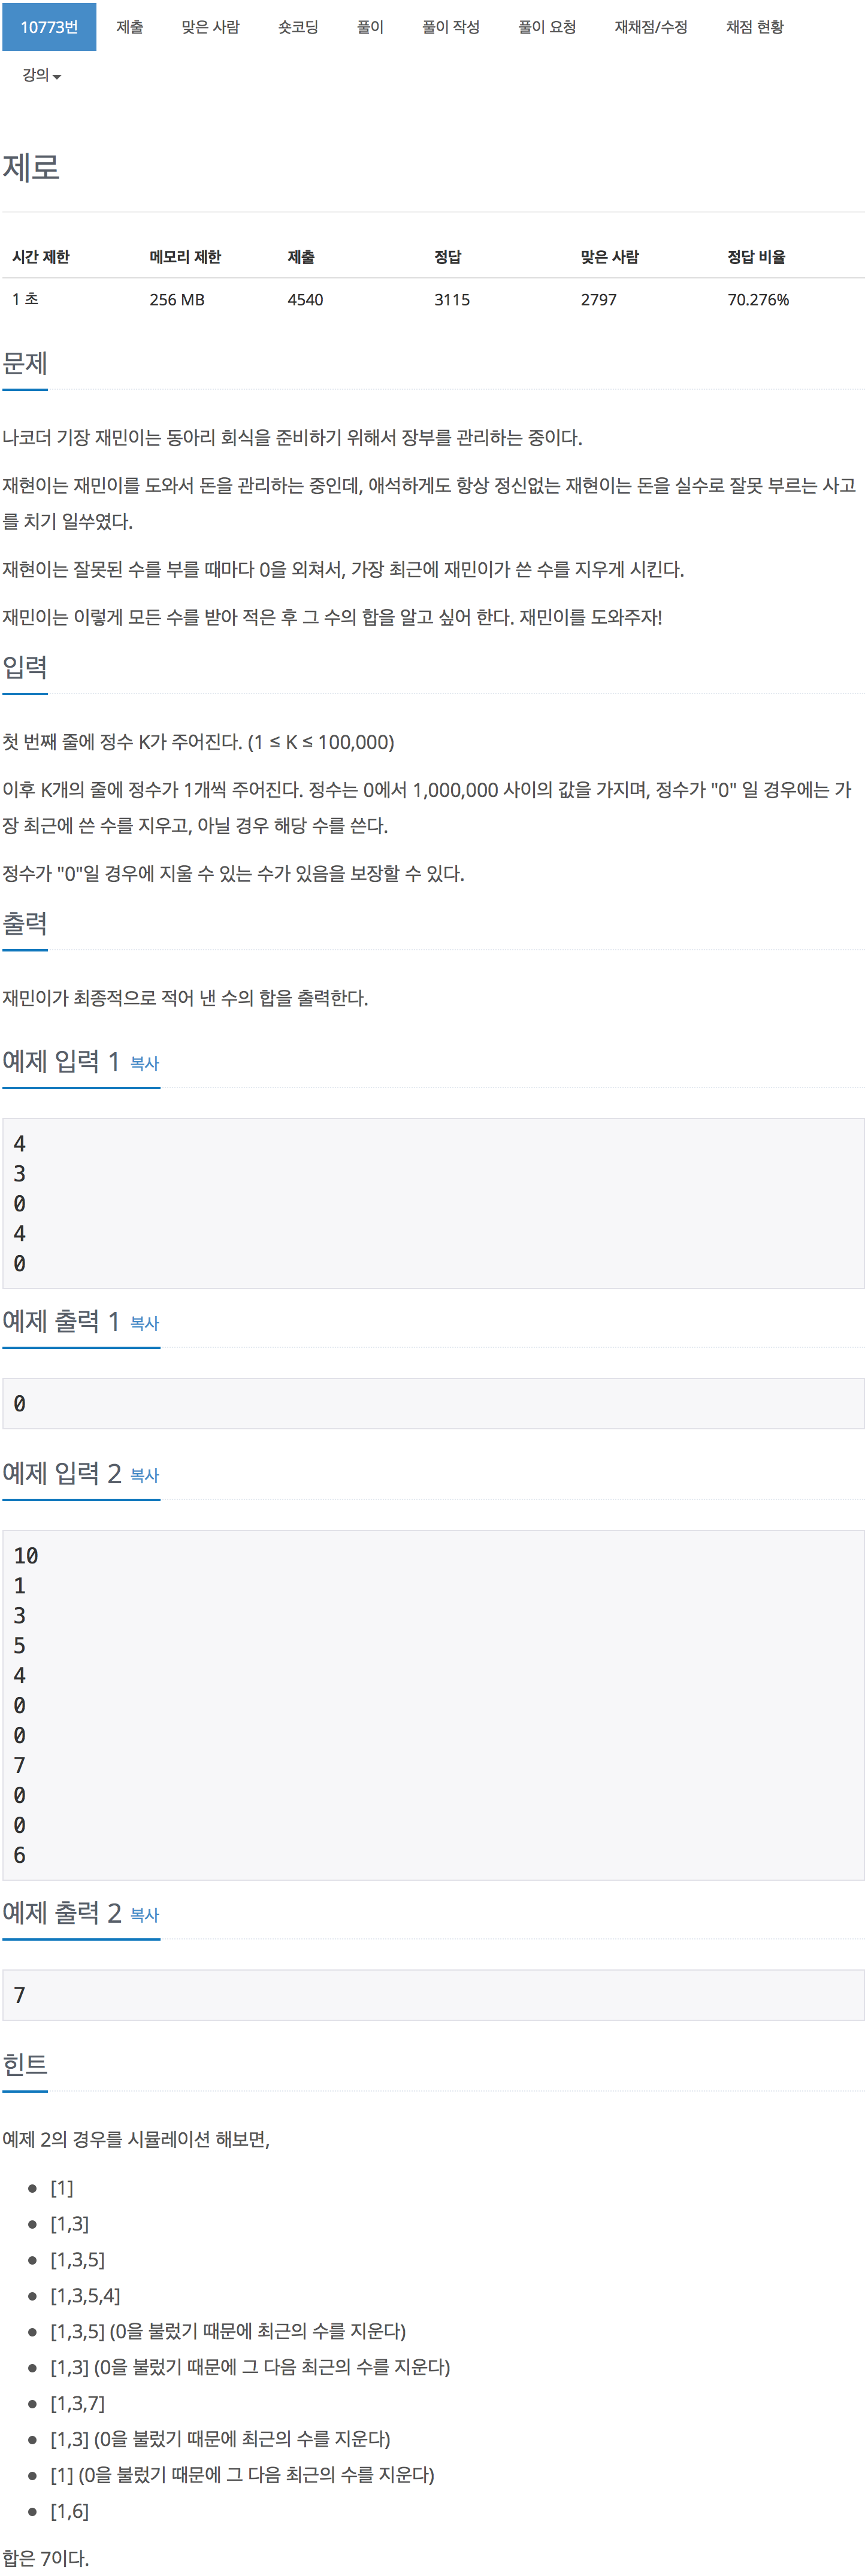 10773번 제출 맞은 사람 숏코딩 풀이 풀이 작성 풀이 요청 재채점/수정 채점 현황
강의
제로
시간 제한 메모리 제한 제출 정답 맞은 사람 정답 비율
1 초 256 MB 4540 3115 2797 70.276%
문제
나코더 기장 재민이는 동아리 회식을 준비하기 위해서 장부를 관리하는 중이다.
재현이는 재민이를 도와서 돈을 관리하는 중인데, 애석하게도 항상 정신없는 재현이는 돈을 실수로 잘못 부르는 사고
를 치기 일쑤였다.
재현이는 잘못된 수를 부를 때마다 0을 외쳐서, 가장 최근에 재민이가 쓴 수를 지우게 시킨다.
재민이는 이렇게 모든 수를 받아 적은 후 그 수의 합을 알고 싶어 한다. 재민이를 도와주자!
입력
첫 번째 줄에 정수 K가 주어진다. (1 ≤ K ≤ 100,000)
이후 K개의 줄에 정수가 1개씩 주어진다. 정수는 0에서 1,000,000 사이의 값을 가지며, 정수가 "0" 일 경우에는 가
장 최근에 쓴 수를 지우고, 아닐 경우 해당 수를 쓴다.
정수가 "0"일 경우에 지울 수 있는 수가 있음을 보장할 수 있다.
출력
재민이가 최종적으로 적어 낸 수의 합을 출력한다.
예제 입력 1 복사
4
3
0
4
0
예제 출력 1 복사
0
예제 입력 2 복사
10
1
3
5
4
0
0
7
0
0
6
예제 출력 2 복사
7
힌트
예제 2의 경우를 시뮬레이션 해보면,
● [1]
● [1,3]
● [1,3,5]
● [1,3,5,4]
● [1,3,5] (0을 불렀기 때문에 최근의 수를 지운다)
● [1,3] (0을 불렀기 때문에 그 다음 최근의 수를 지운다)
● [1,3,7]
● [1,3] (0을 불렀기 때문에 최근의 수를 지운다)
● [1] (0을 불렀기 때문에 그 다음 최근의 수를 지운다)
● [1,6]
합은 7이다.